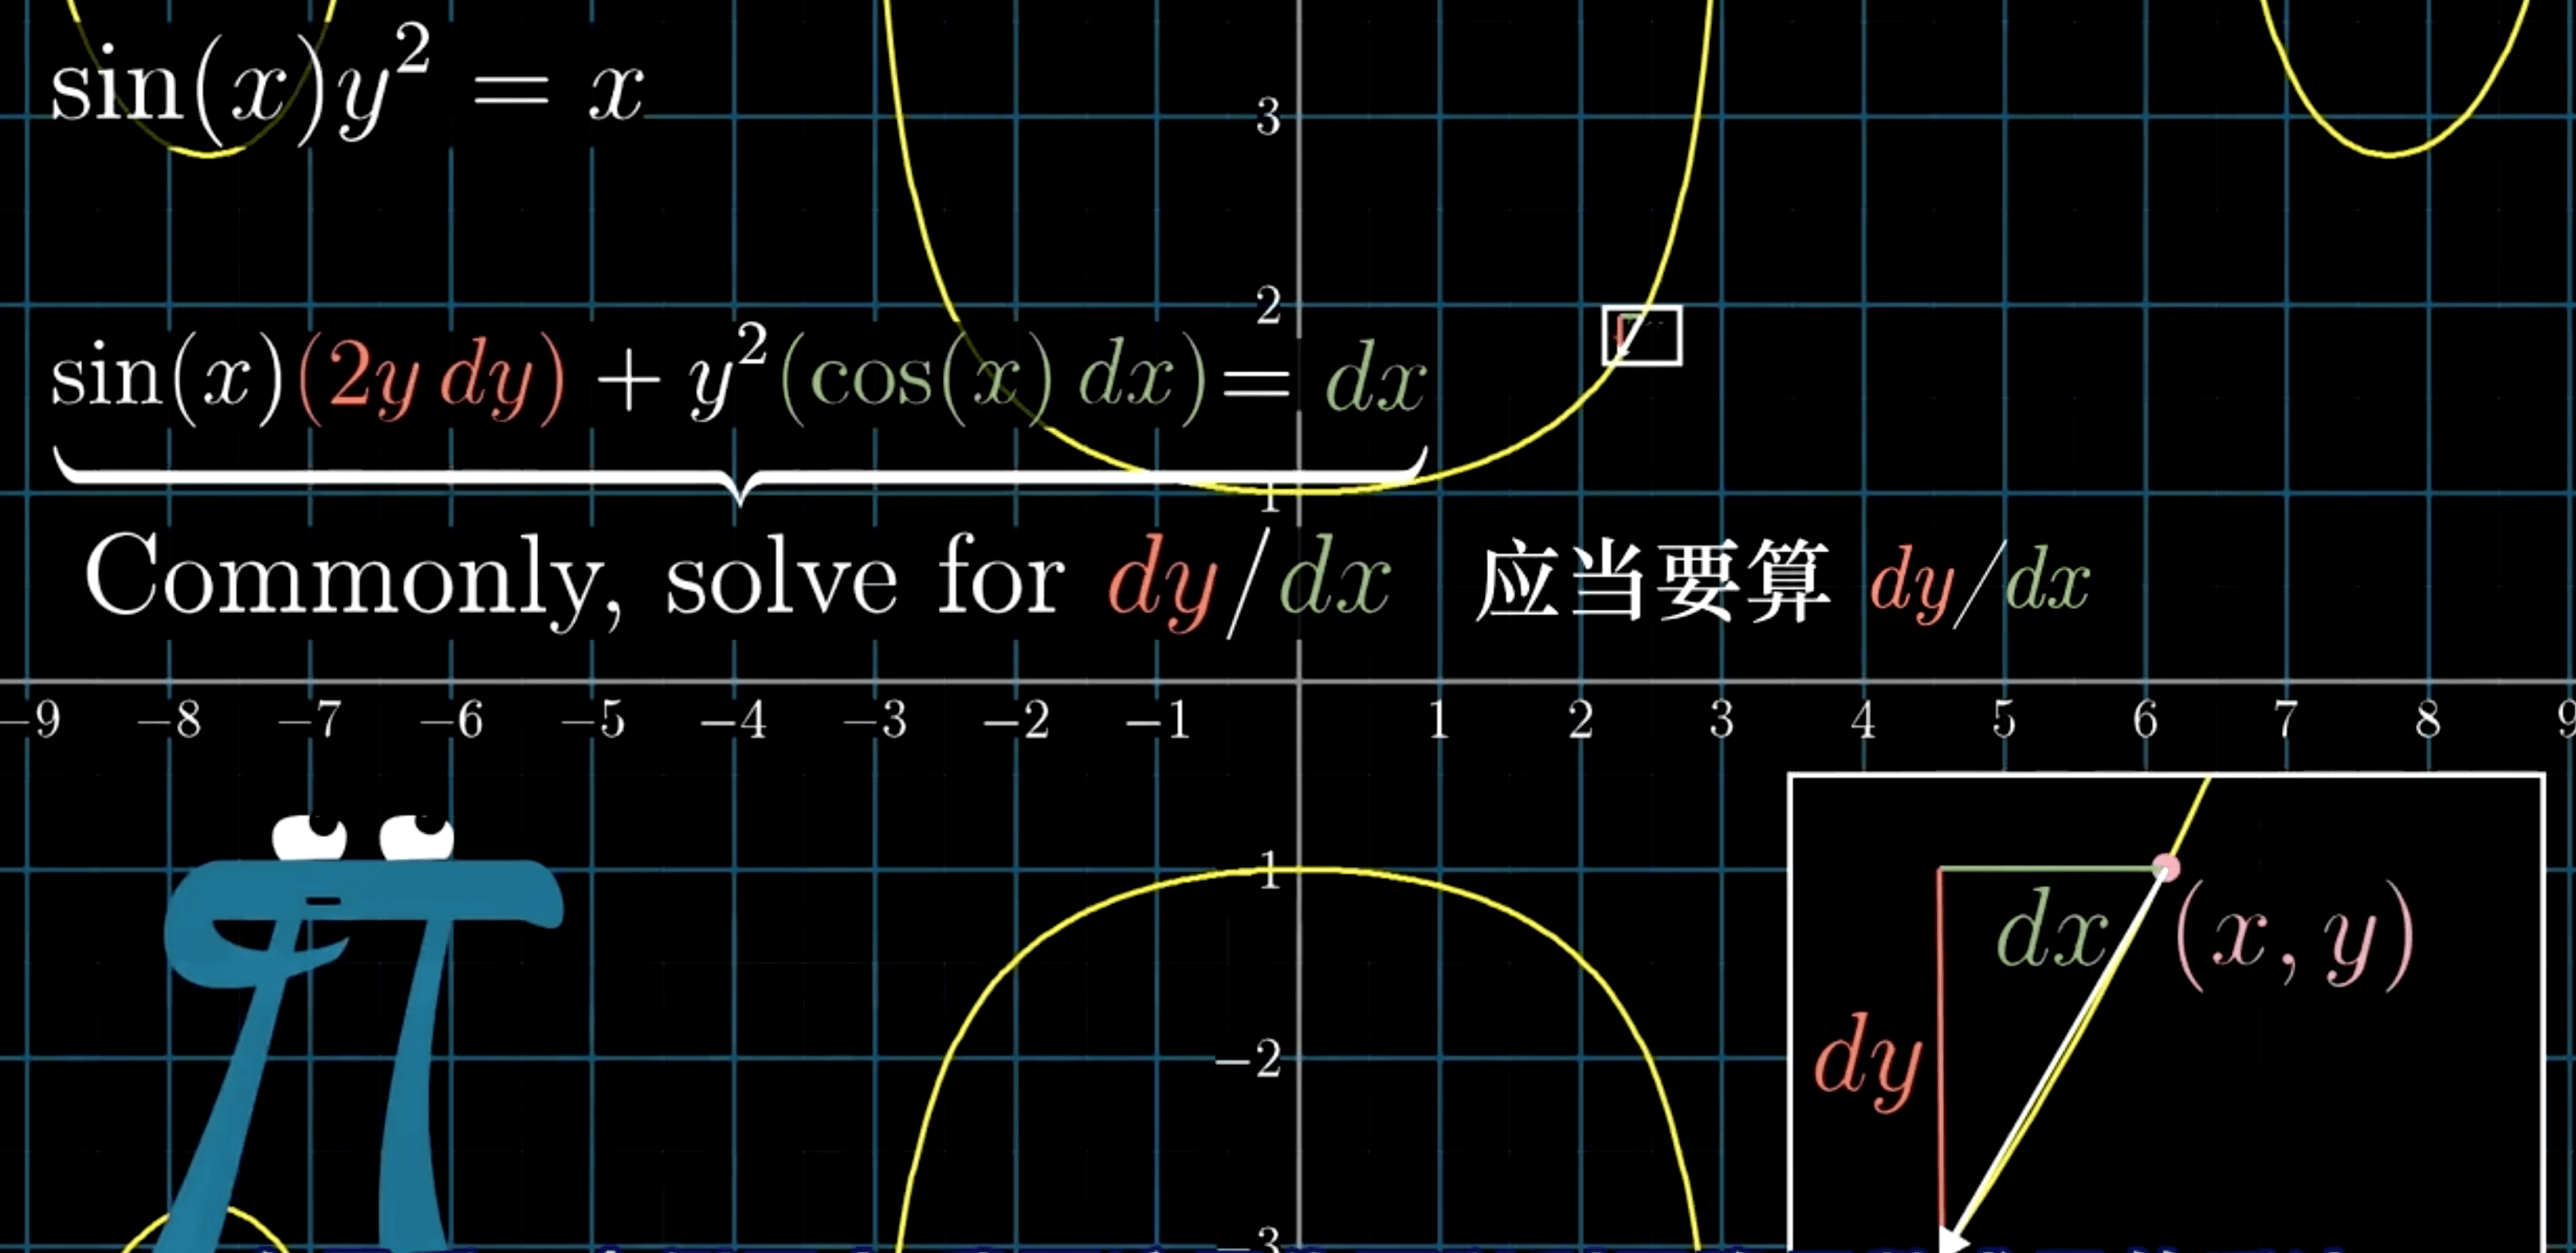 sin(x)y² = x
3
2
sin(x)(2y dy) + y²(cos(x) dx) = dx
1
Commonly, solve for dy/dx 应当要算 dy/dx
−9 −8 −7 −6 −5 −4 −3 −2 −1 1 2 3 4 5 6 7 8 9
1
dx (x, y)
−2
dy
−3